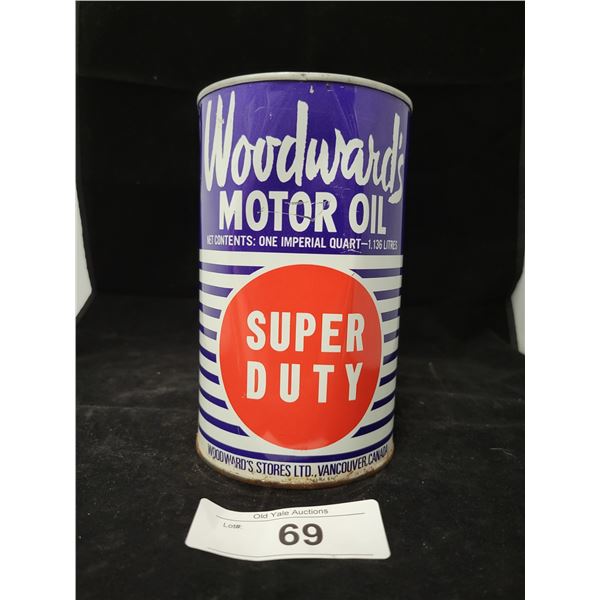 Woodward's
MOTOR OIL
NET CONTENTS: ONE IMPERIAL QUART—1.136 LITRES
SUPER
DUTY
WOODWARD'S STORES LTD., VANCOUVER, CANADA
Old Yale Auctions
Lot#:
69